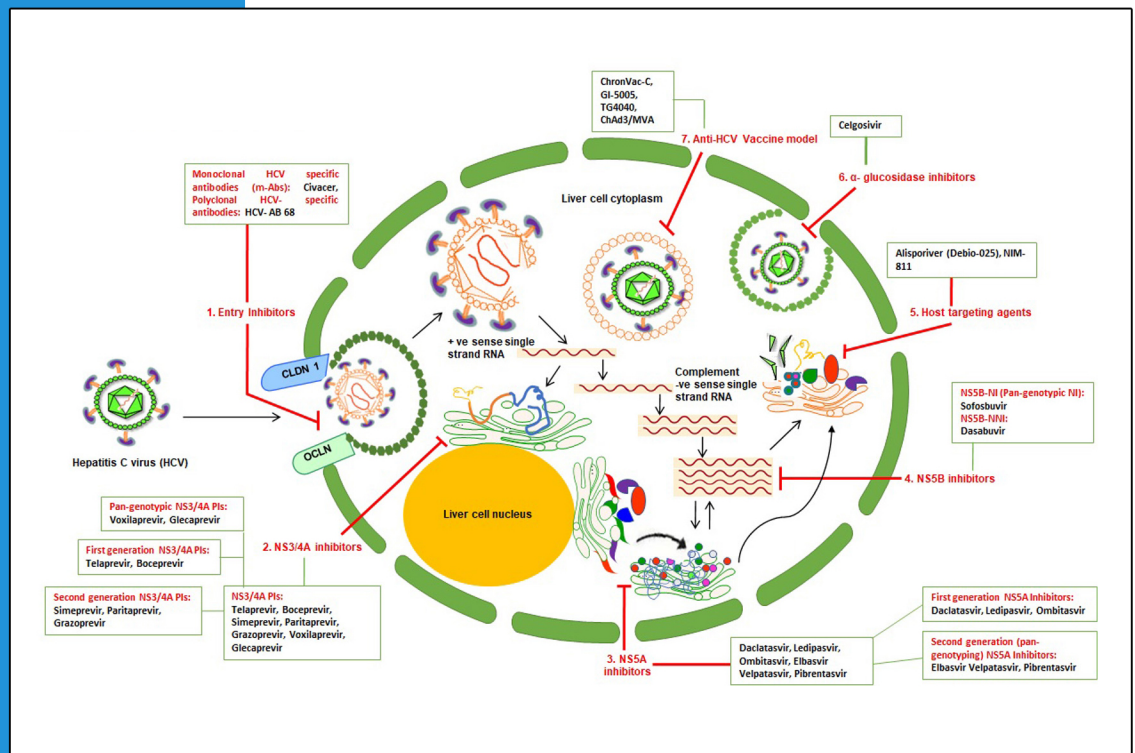 ChronVac-C,
GI-5005,
TG4040,
ChAd3/MVA
7. Anti-HCV Vaccine model
Celgosivir
6. α- glucosidase inhibitors
Monoclonal HCV specific
antibodies (m-Abs): Civacer,
Polyclonal HCV- specific
antibodies: HCV- AB 68
Liver cell cytoplasm
Alisporiver (Debio-025), NIM-
811
1. Entry Inhibitors
5. Host targeting agents
+ ve sense single
strand RNA
CLDN 1
Complement
-ve sense single
strand RNA
NS5B-NI (Pan-genotypic NI):
Sofosbuvir
NS5B-NNI:
Dasabuvir
OCLN
Hepatitis C virus (HCV)
4. NS5B inhibitors
Liver cell nucleus
Pan-genotypic NS3/4A PIs:
Voxilaprevir, Glecaprevir
2. NS3/4A inhibitors
First generation NS3/4A PIs:
Telaprevir, Boceprevir
Second generation NS3/4A PIs:
Simeprevir, Paritaprevir,
Grazoprevir
NS3/4A PIs:
Telaprevir, Boceprevir,
Simeprevir, Paritaprevir,
Grazoprevir, Voxilaprevir,
Glecaprevir
3. NS5A
inhibitors
Daclatasvir, Ledipasvir,
Ombitasvir, Elbasvir
Velpatasvir, Pibrentasvir
First generation NS5A Inhibitors:
Daclatasvir, Ledipasvir, Ombitasvir
Second generation (pan-
genotyping) NS5A Inhibitors:
Elbasvir Velpatasvir, Pibrentasvir